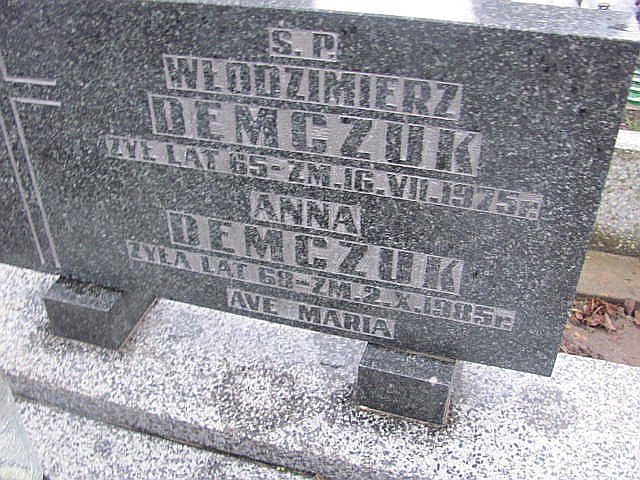 Ś. P.
WŁODZIMIERZ
DEMCZUK
ŻYŁ LAT 65-ZM.16.VII.1975r.
ANNA
DEMCZUK
ŻYŁA LAT 68-ZM.2.X.1985r.
AVE MARIA